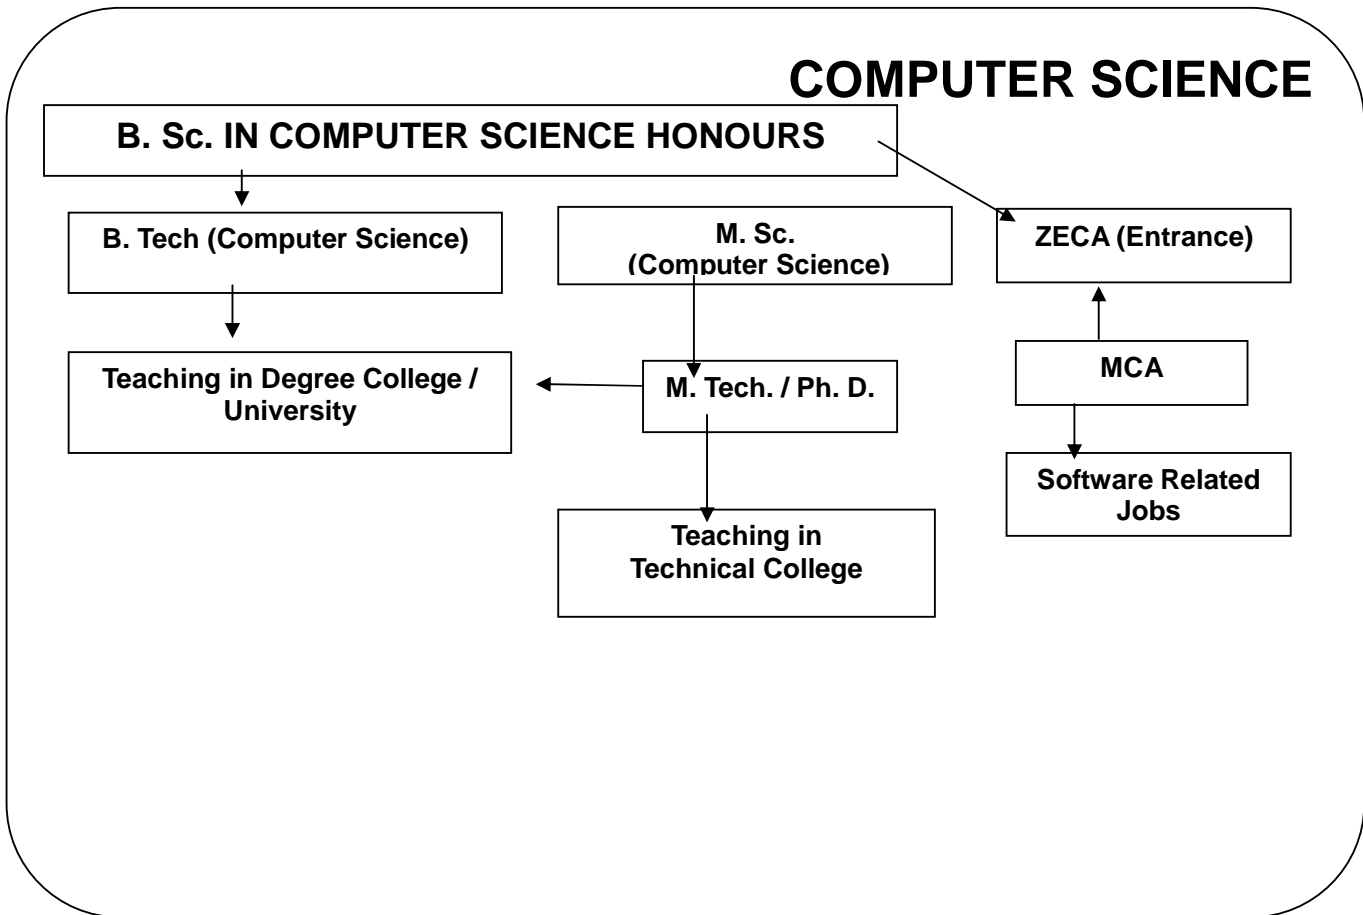 COMPUTER SCIENCE
B. Sc. IN COMPUTER SCIENCE HONOURS
B. Tech (Computer Science)
M. Sc.
(Computer Science)
ZECA (Entrance)
Teaching in Degree College /
University
M. Tech. / Ph. D.
MCA
Software Related
Jobs
Teaching in
Technical College